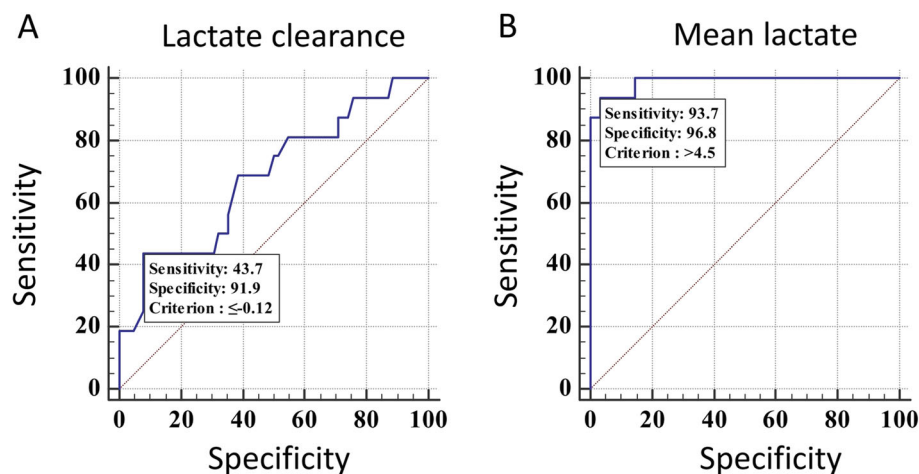 A
Lactate clearance
100
80
60
40
20
0
Sensitivity
Sensitivity: 43.7
Specificity: 91.9
Criterion : ≤-0.12
0 20 40 60 80 100
Specificity
B
Mean lactate
100
80
60
40
20
0
Sensitivity
Sensitivity: 93.7
Specificity: 96.8
Criterion : >4.5
0 20 40 60 80 100
Specificity